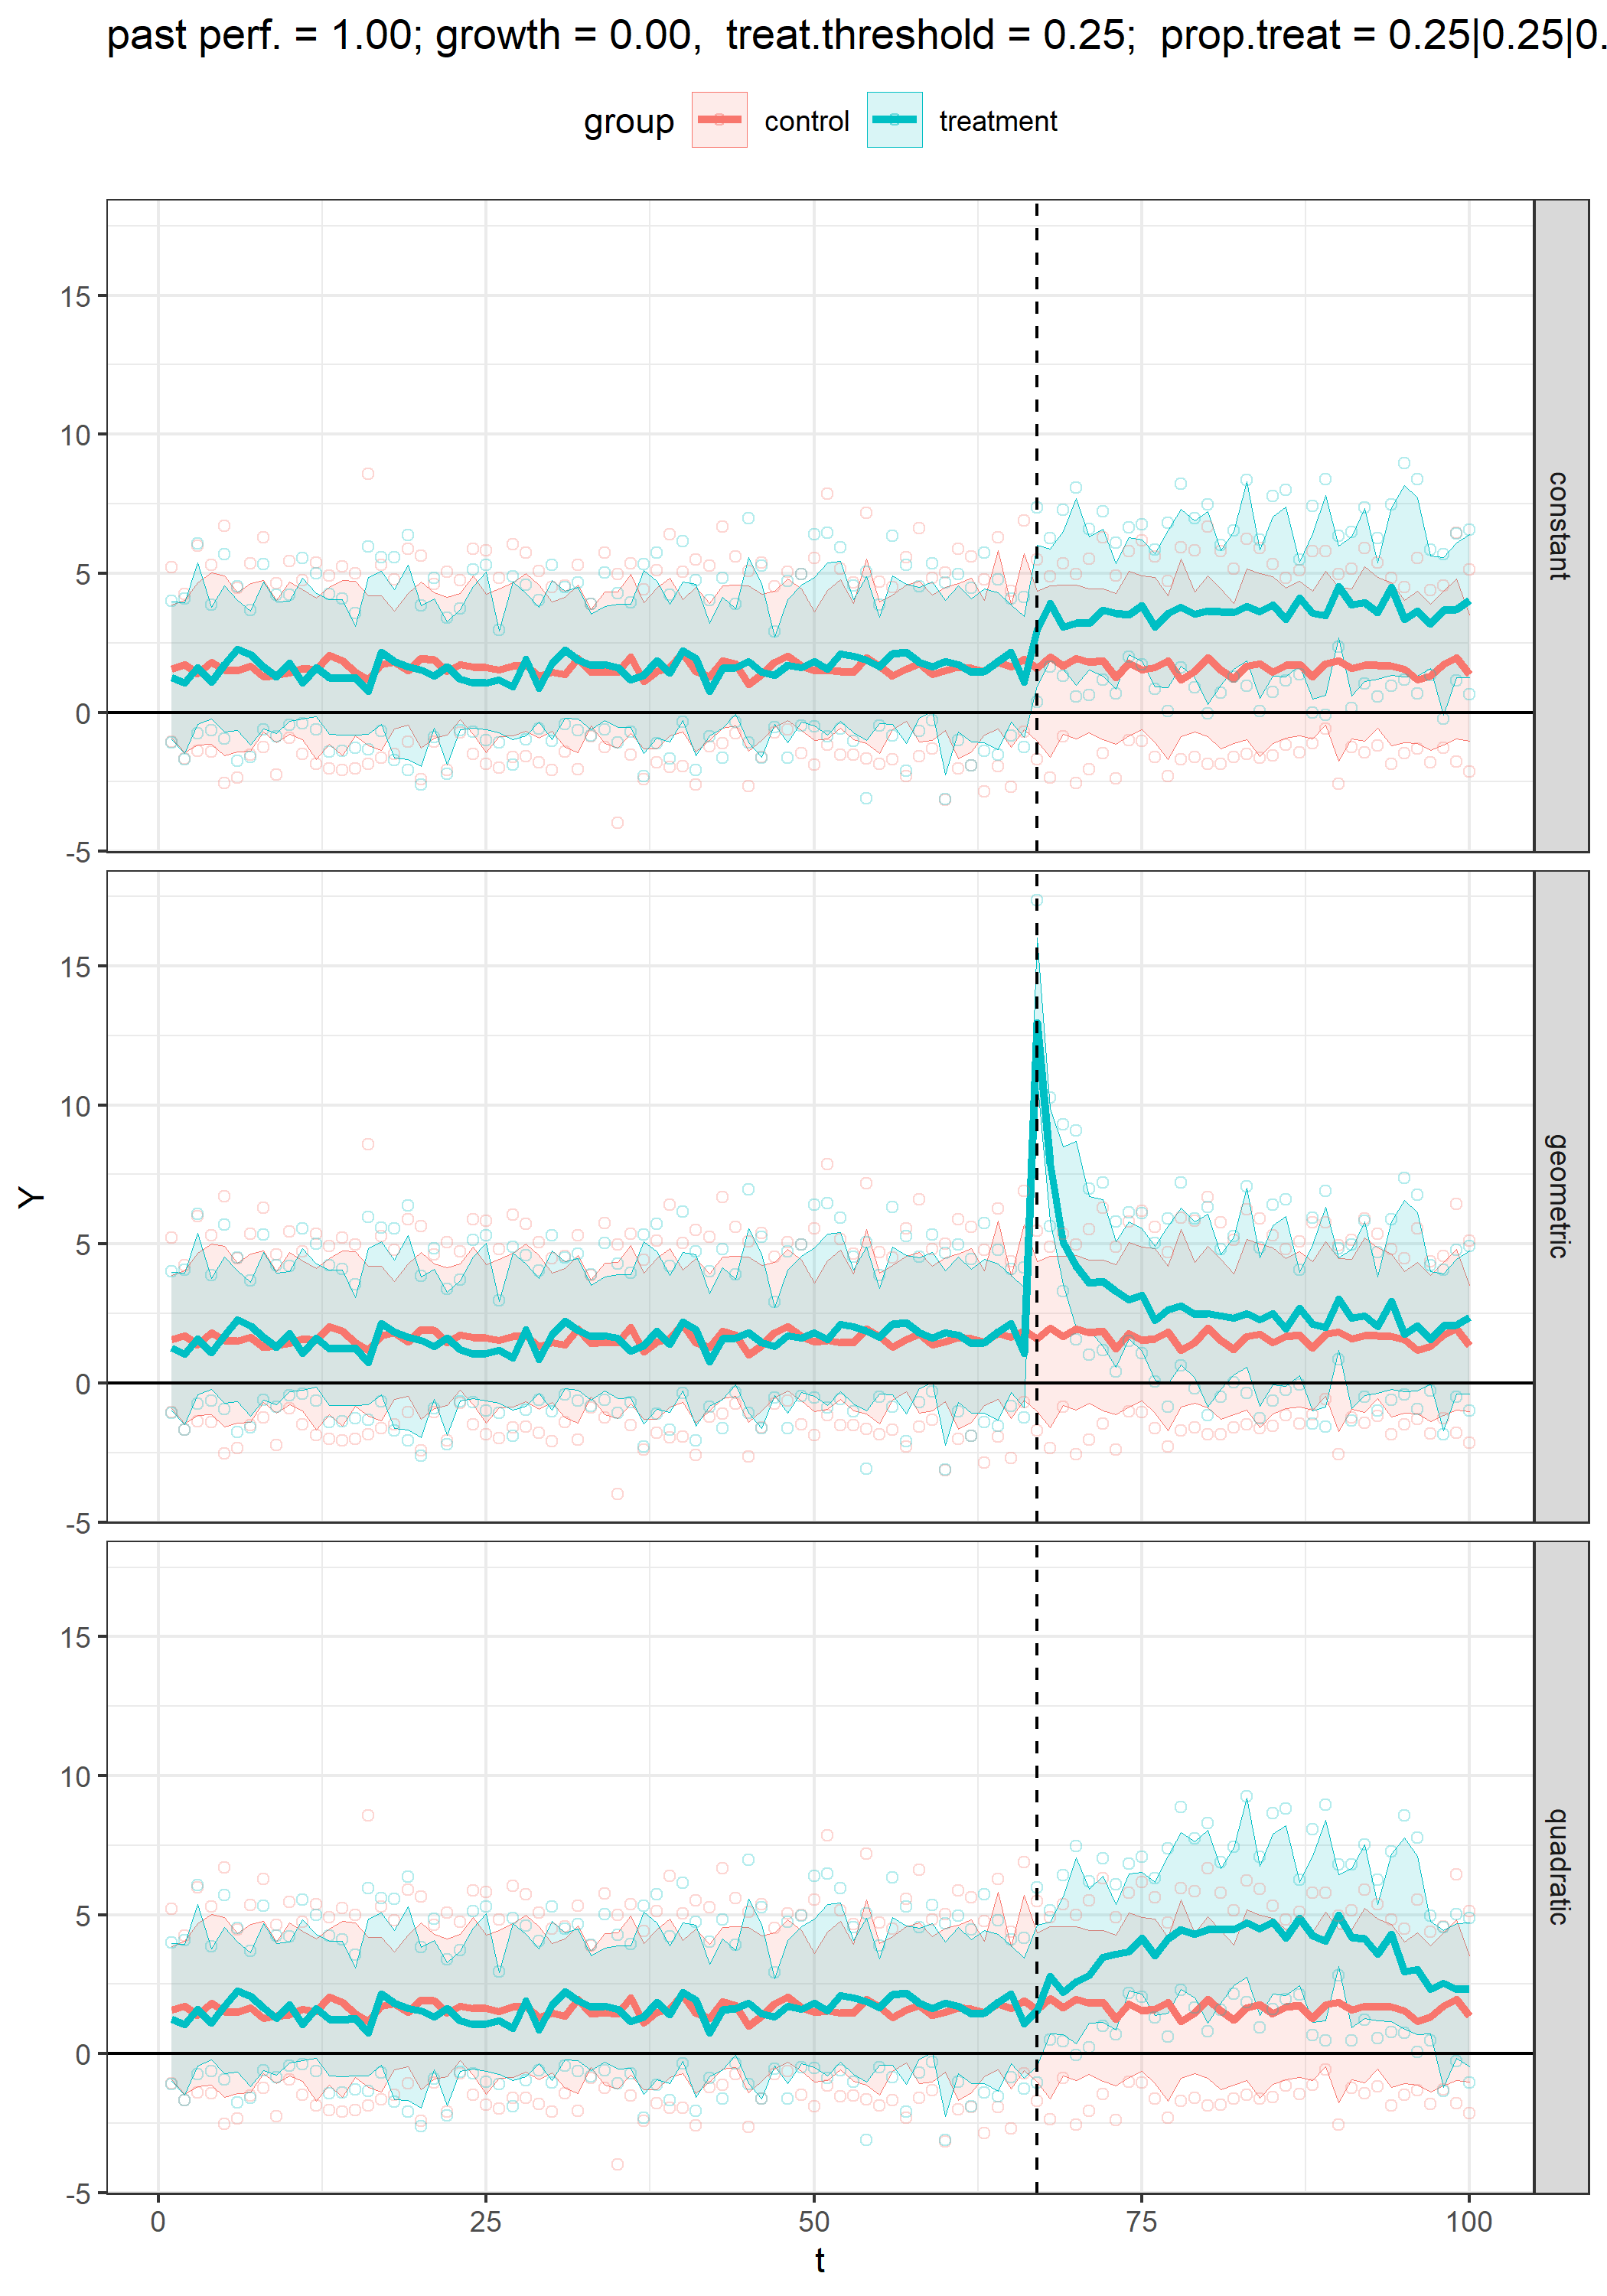 past perf. = 1.00; growth = 0.00,  treat.threshold = 0.25;  prop.treat = 0.25|0.25|0.
group control treatment
15
10
5
0
-5
constant
15
10
5
0
-5
geometric
15
10
5
0
-5
quadratic
Y
0 25 50 75 100
t